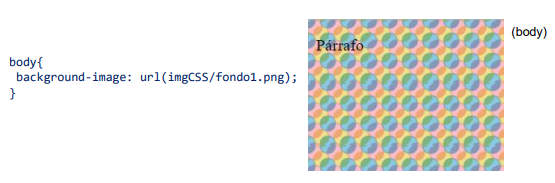 body{
 background-image: url(imgCSS/fondo1.png);
}
Párrafo
(body)